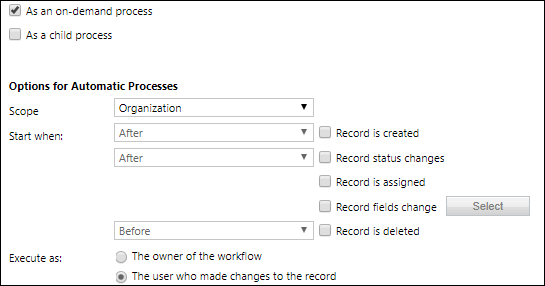 As an on-demand process
As a child process
Options for Automatic Processes
Scope Organization
Start when: After Record is created
After Record status changes
Record is assigned
Record fields change Select
Before Record is deleted
Execute as: The owner of the workflow
The user who made changes to the record